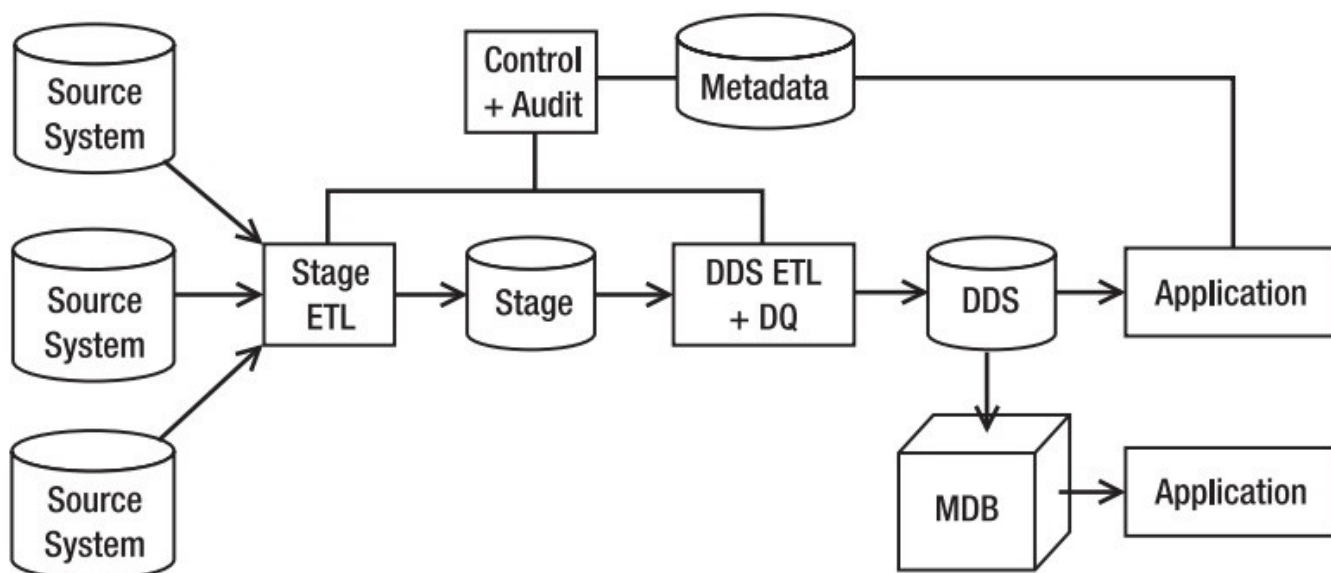 Source
System
Control
+ Audit
Metadata
Source
System
Stage
ETL
Stage
DDS ETL
+ DQ
DDS
Application
Source
System
MDB
Application